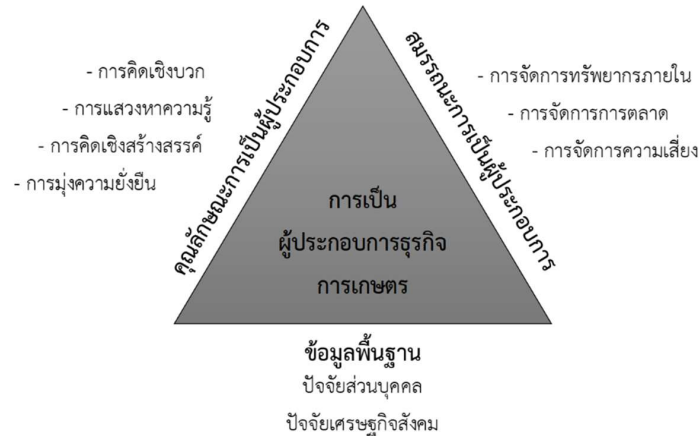 คุณลักษณะการเป็นผู้ประกอบการ
- การคิดเชิงบวก
- การแสวงหาความรู้
- การคิดเชิงสร้างสรรค์
- การมุ่งความยั่งยืน
สมรรถนะการเป็นผู้ประกอบการ
- การจัดการทรัพยากรภายใน
- การจัดการการตลาด
- การจัดการความเสี่ยง
การเป็น
ผู้ประกอบการธุรกิจ
การเกษตร
ข้อมูลพื้นฐาน
ปัจจัยส่วนบุคคล
ปัจจัยเศรษฐกิจสังคม